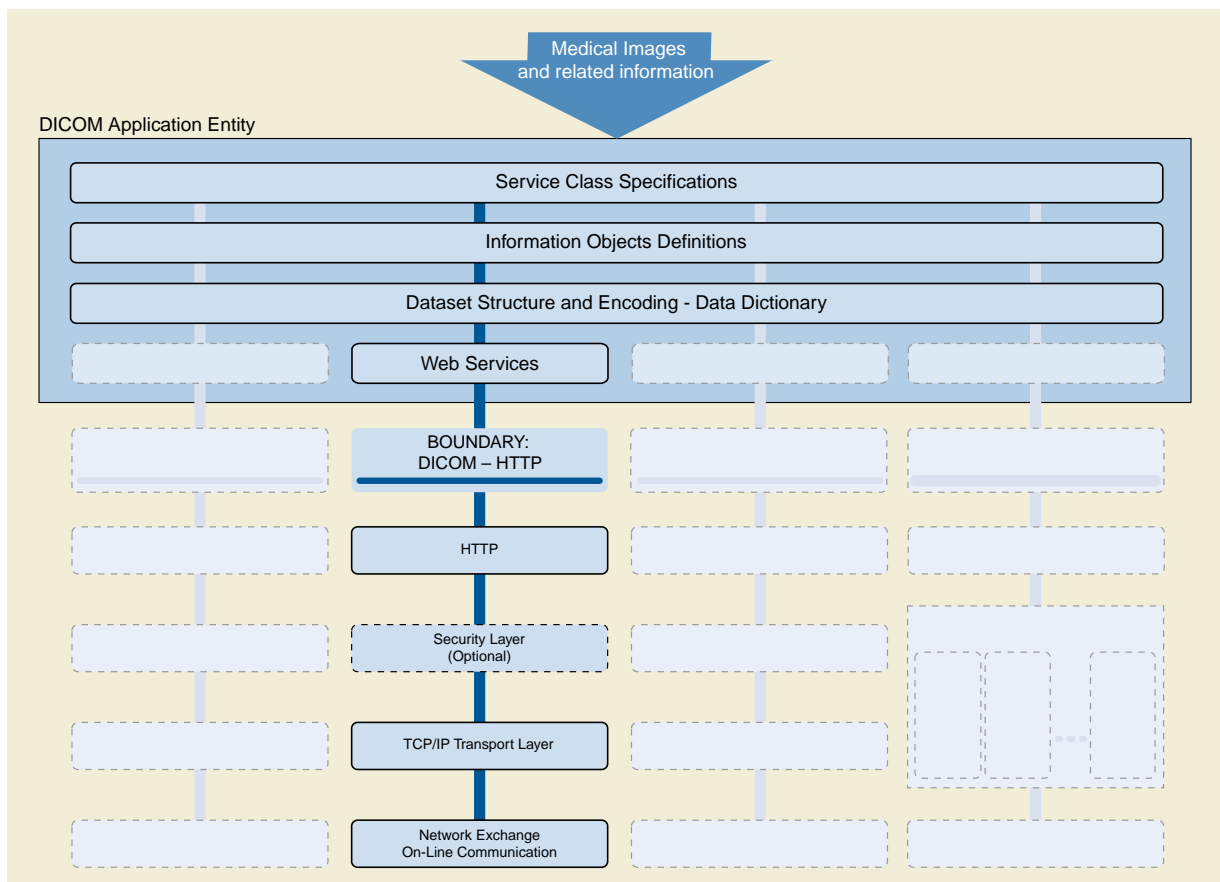 Medical Images
and related information
DICOM Application Entity
Service Class Specifications
Information Objects Definitions
Dataset Structure and Encoding - Data Dictionary
Web Services
BOUNDARY:
DICOM – HTTP
HTTP
Security Layer
(Optional)
TCP/IP Transport Layer
Network Exchange
On-Line Communication